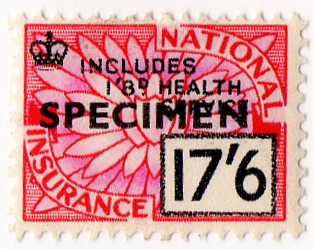 NATIONAL
INCLUDES
1'8D HEALTH
SPECIMEN
INSURANCE
17'6